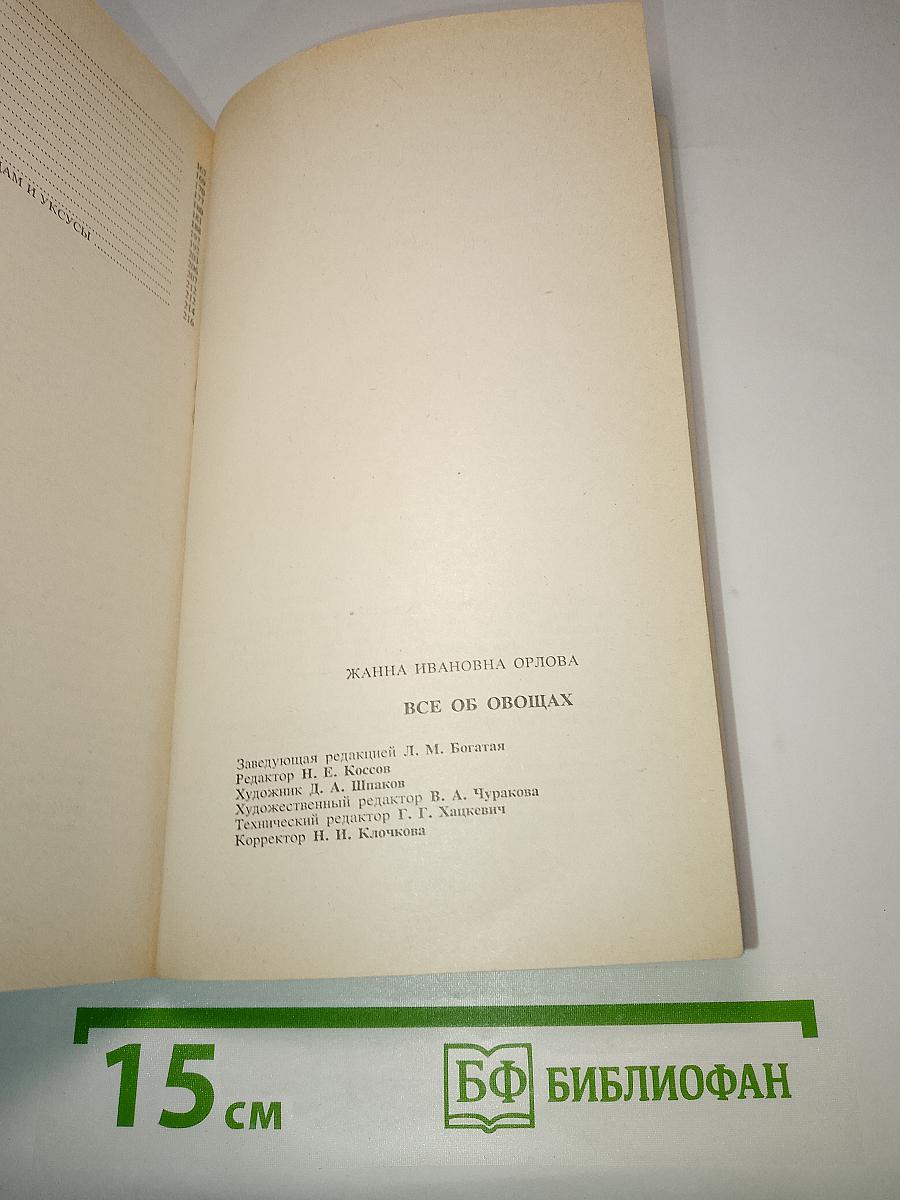 И УКСУСЫ
216
ЖАННА ИВАНОВНА ОРЛОВА
ВСЕ ОБ ОВОЩАХ
Заведующая редакцией Л. М. Богатая
Редактор Н. Е. Коссов
Художник Д. А. Шпаков
Художественный редактор В. А. Чуракова
Технический редактор Г. Г. Хацкевич
Корректор Н. И. Клочкова
15 см
БФ БИБЛИОФАН